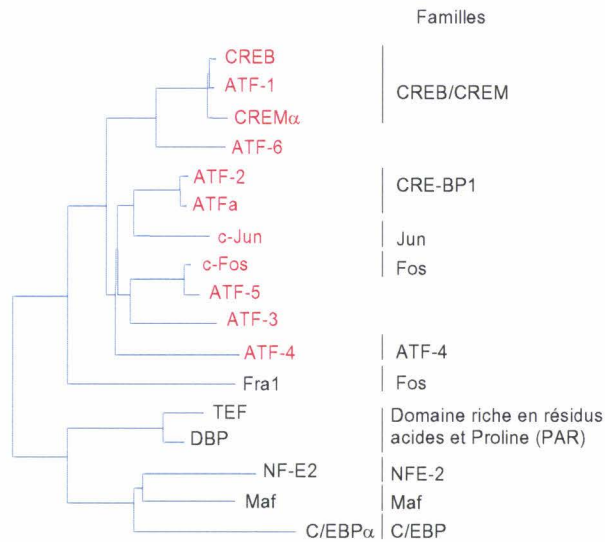 Familles
CREB
ATF-1
CREMα
CREB/CREM
ATF-6
ATF-2
ATFa
CRE-BP1
c-Jun
Jun
c-Fos
Fos
ATF-5
ATF-3
ATF-4
ATF-4
Fra1
Fos
TEF
DBP
Domaine riche en résidus
acides et Proline (PAR)
NF-E2
NFE-2
Maf
Maf
C/EBPα
C/EBP